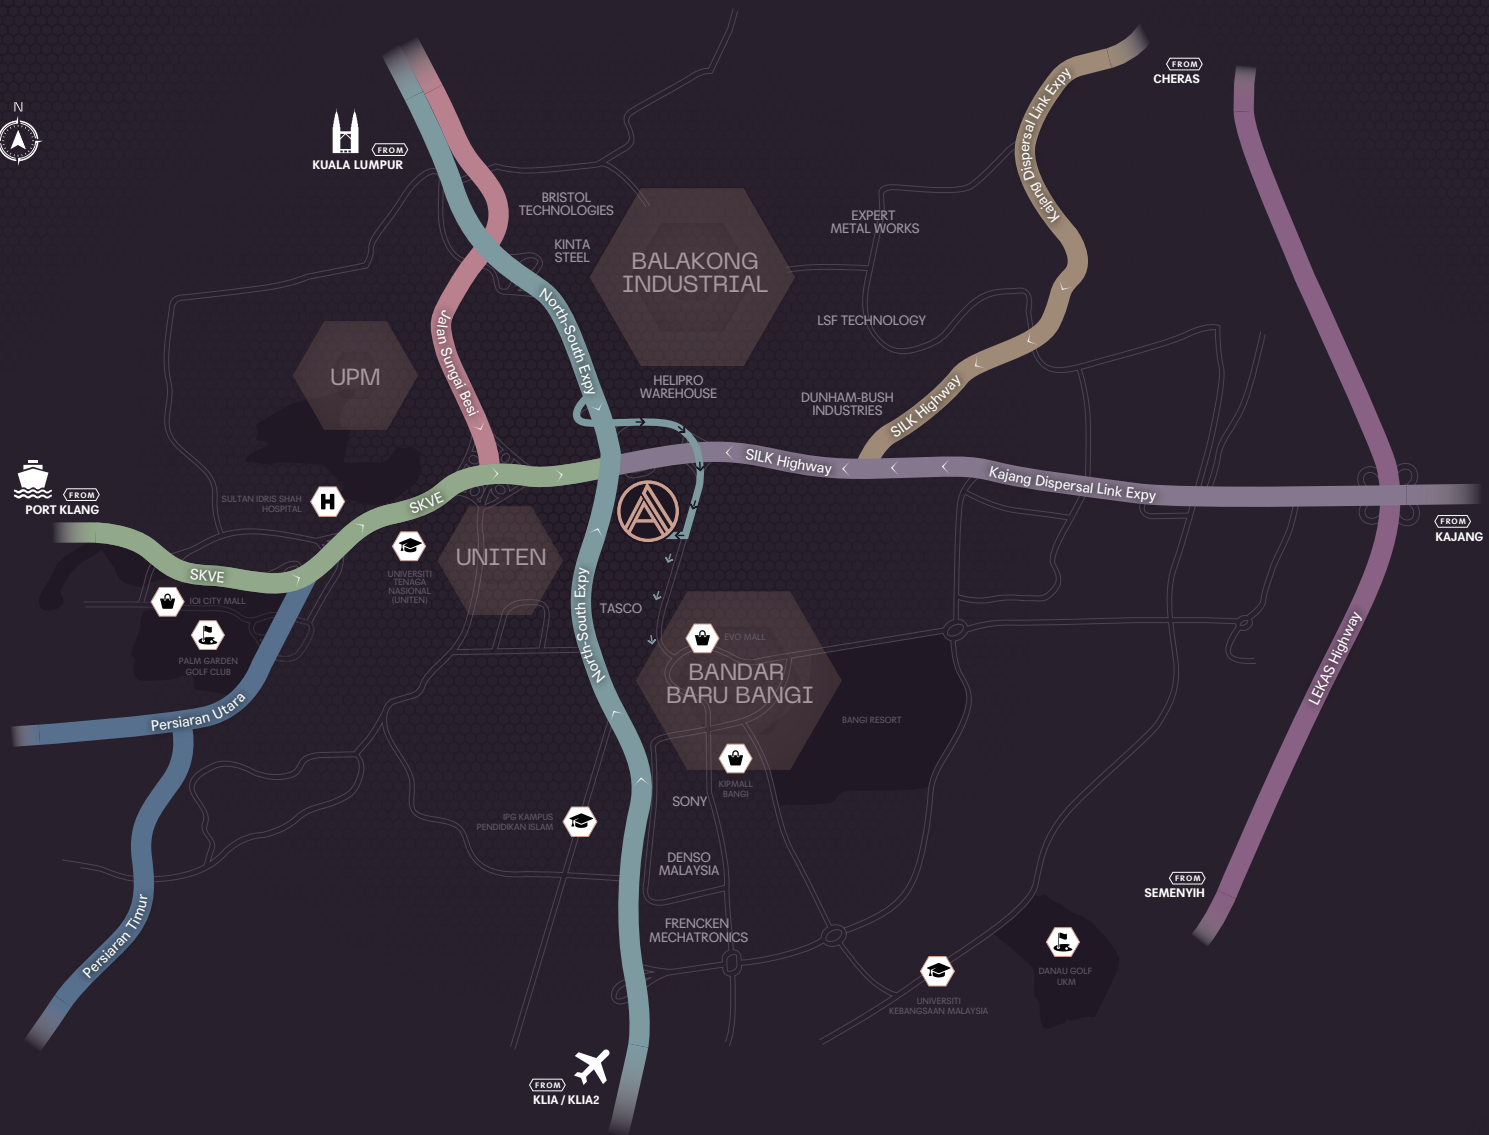 N
FROM
KUALA LUMPUR
FROM
CHERAS
Kajang Dispersal Link Expy
Kajang Dispersal Link Expy
BRISTOL
TECHNOLOGIES
KINTA
STEEL
BALAKONG
INDUSTRIAL
EXPERT
METAL WORKS
LSF TECHNOLOGY
North-South Expy
Jalan Sungai Besi
UPM
HELIPRO
WAREHOUSE
DUNHAM-BUSH
INDUSTRIES
SILK Highway
SILK Highway
Kajang Dispersal Link Expy
FROM
PORT KLANG
SULTAN IDRIS SHAH
HOSPITAL
H
SKVE
FROM
KAJANG
UNITEN
UNIVERSITI
TENAGA
NASIONAL
(UNITEN)
SKVE
IOI CITY MALL
PALM GARDEN
GOLF CLUB
North-South Expy
TASCO
EVO MALL
BANDAR
BARU BANGI
LEKAS Highway
Persiaran Utara
BANGI RESORT
KIPMALL
BANGI
SONY
IPG KAMPUS
PENDIDIKAN ISLAM
DENSO
MALAYSIA
FROM
SEMENYIH
Persiaran Timur
FRENCKEN
MECHATRONICS
DANAU GOLF
UKM
UNIVERSITI
KEBANGSAAN MALAYSIA
FROM
KLIA / KLIA2